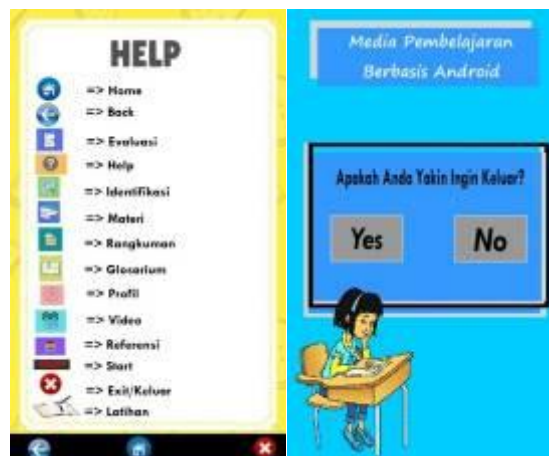 HELP
=> Home
=> Back
=> Evaluasi
=> Help
=> Identifikasi
=> Materi
=> Rangkuman
=> Glosarium
=> Profil
=> Video
=> Referensi
=> Start
=> Exit/Keluar
=> Latihan
Media Pembelajaran
Berbasis Android
Apakah Anda Yakin Ingin Keluar?
Yes No